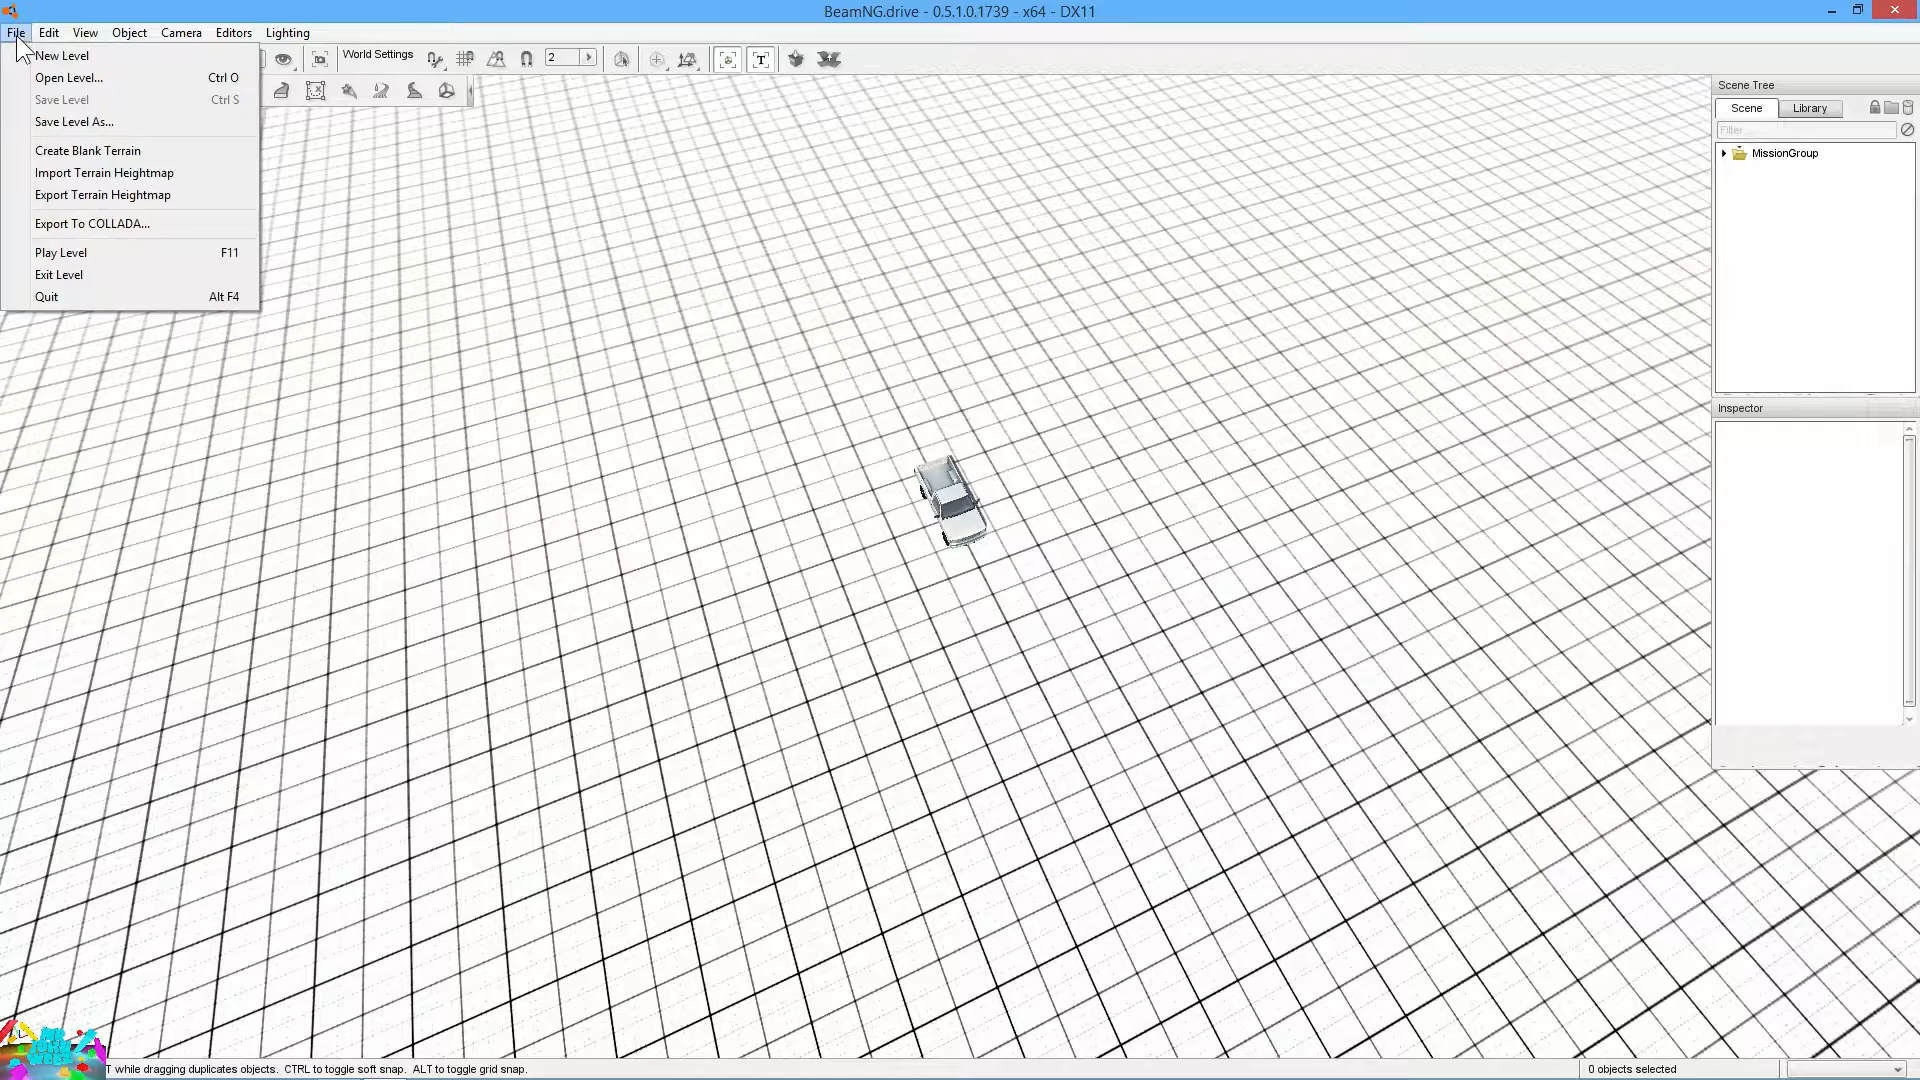 BeamNG.drive - 0.5.1.0.1739 - x64 - DX11
File Edit View Object Camera Editors Lighting
New Level
Open Level... Ctrl O
Save Level Ctrl S
Save Level As...
Create Blank Terrain
Import Terrain Heightmap
Export Terrain Heightmap
Export To COLLADA...
Play Level F11
Exit Level
Quit Alt F4
World Settings
2
T
Scene Tree
Scene Library
Filter...
MissionGroup
Inspector
T while dragging duplicates objects. CTRL to toggle soft snap. ALT to toggle grid snap.
0 objects selected